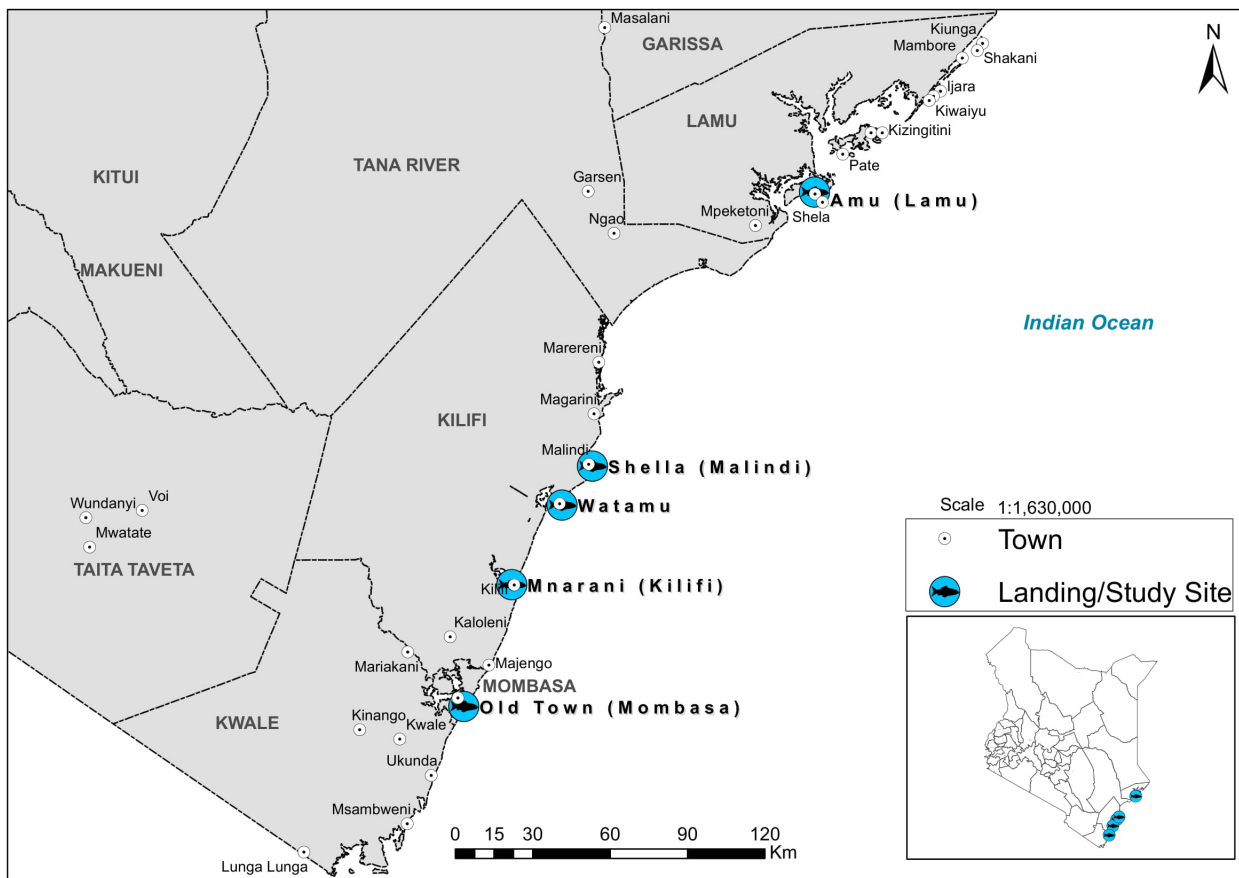 Masalani
Kiunga
N
GARISSA
Mambore
Shakani
Ijara
Kiwaiyu
LAMU
Kizingitini
TANA RIVER
Pate
KITUI
Garsen
Amu (Lamu)
Mpeketoni
Shela
Ngao
MAKUENI
Indian Ocean
Marereni
Magarini
KILIFI
Malindi
Shella (Malindi)
Voi
Wundanyi
Watamu
Scale 1:1,630,000
Mwatate
Town
TAITA TAVETA
Mnarani (Kilifi)
Landing/Study Site
Kaloleni
Mariakani
Majengo
MOMBASA
Old Town (Mombasa)
KWALE
Kinango
Kwale
Ukunda
Msambweni
0 15 30 60 90 120
Km
Lunga Lunga